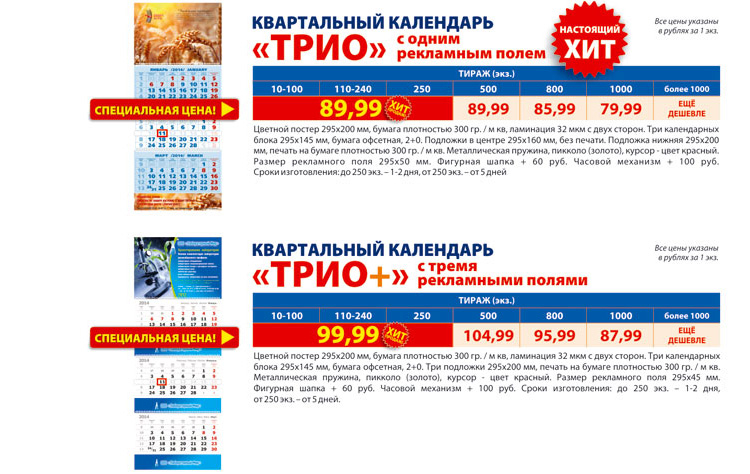 КВАРТАЛЬНЫЙ КАЛЕНДАРЬ
«ТРИО» с одним рекламным полем
НАСТОЯЩИЙ ХИТ
Все цены указаны
в рублях за 1 экз.
ТИРАЖ (экз.)
10-100 110-240 250 500 800 1000 более 1000
СПЕЦИАЛЬНАЯ ЦЕНА!
89,99 ХИТ 89,99 85,99 79,99 ЕЩЁ ДЕШЕВЛЕ
ЯНВАРЬ /2014/ JANUARY
МАРТ /2014/ MARCH
Цветной постер 295х200 мм, бумага плотностью 300 гр. / м кв, ламинация 32 мкм с двух сторон. Три календарных
блока 295х145 мм, бумага офсетная, 2+0. Подложки в центре 295х160 мм, без печати. Подложка нижняя 295х200
мм, печать на бумаге плотностью 300 гр. / м кв. Металлическая пружина, пикколо (золото), курсор - цвет красный.
Размер рекламного поля 295х50 мм. Фигурная шапка + 60 руб. Часовой механизм + 100 руб.
Сроки изготовления: до 250 экз. – 1-2 дня, от 250 экз. – от 5 дней
КВАРТАЛЬНЫЙ КАЛЕНДАРЬ
«ТРИО+» с тремя рекламными полями
Все цены указаны
в рублях за 1 экз.
ТИРАЖ (экз.)
10-100 110-240 250 500 800 1000 более 1000
СПЕЦИАЛЬНАЯ ЦЕНА!
99,99 ХИТ 104,99 95,99 87,99 ЕЩЁ ДЕШЕВЛЕ
2014
2014
2014
Цветной постер 295х200 мм, бумага плотностью 300 гр. / м кв, ламинация 32 мкм с двух сторон. Три календарных
блока 295х145 мм, бумага офсетная, 2+0. Три подложки 295х200 мм, печать на бумаге плотностью 300 гр. / м кв.
Металлическая пружина, пикколо (золото), курсор - цвет красный. Размер рекламного поля 295х45 мм.
Фигурная шапка + 60 руб. Часовой механизм + 100 руб. Сроки изготовления: до 250 экз. – 1-2 дня,
от 250 экз. – от 5 дней.